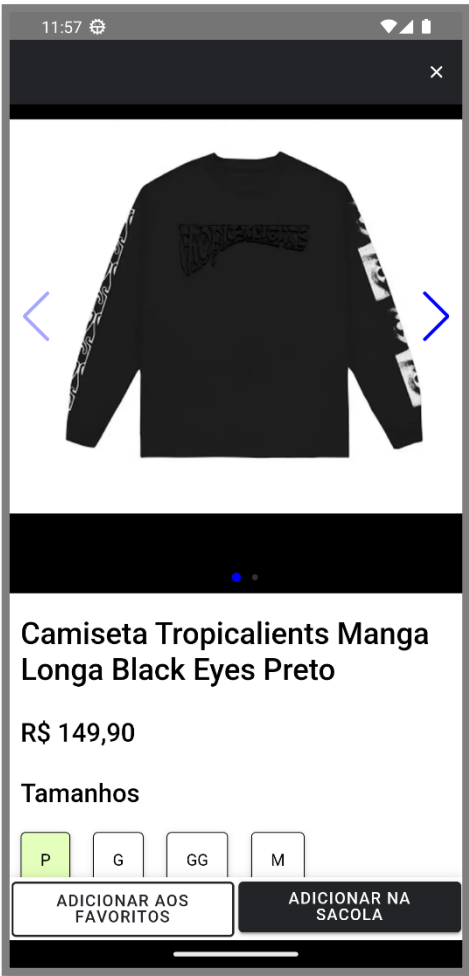 11:57
Camiseta Tropicalients Manga
Longa Black Eyes Preto
R$ 149,90
Tamanhos
P
G
GG
M
ADICIONAR AOS
FAVORITOS
ADICIONAR NA
SACOLA